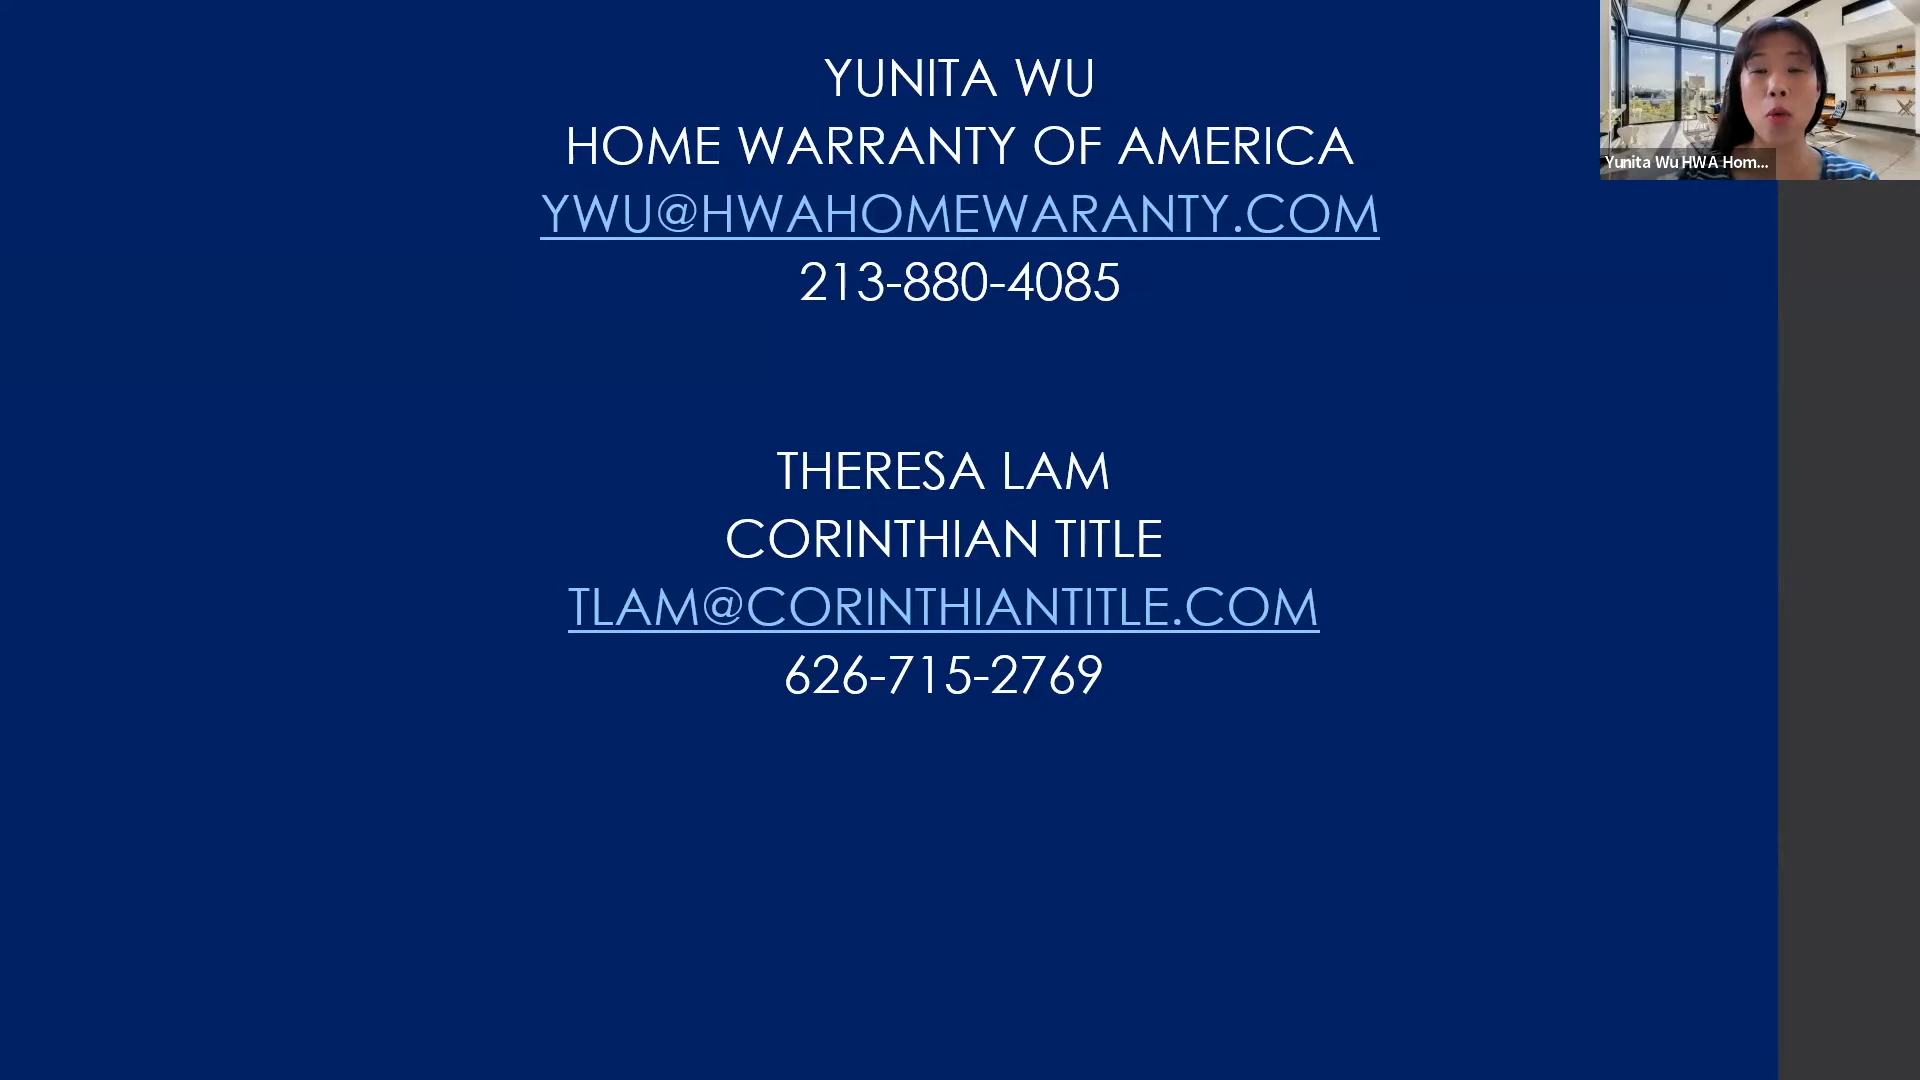 YUNITA WU
HOME WARRANTY OF AMERICA
YWU@HWAHOMEWARANTY.COM
213-880-4085
THERESA LAM
CORINTHIAN TITLE
TLAM@CORINTHIANTITLE.COM
626-715-2769
Yunita Wu HWA Hom...